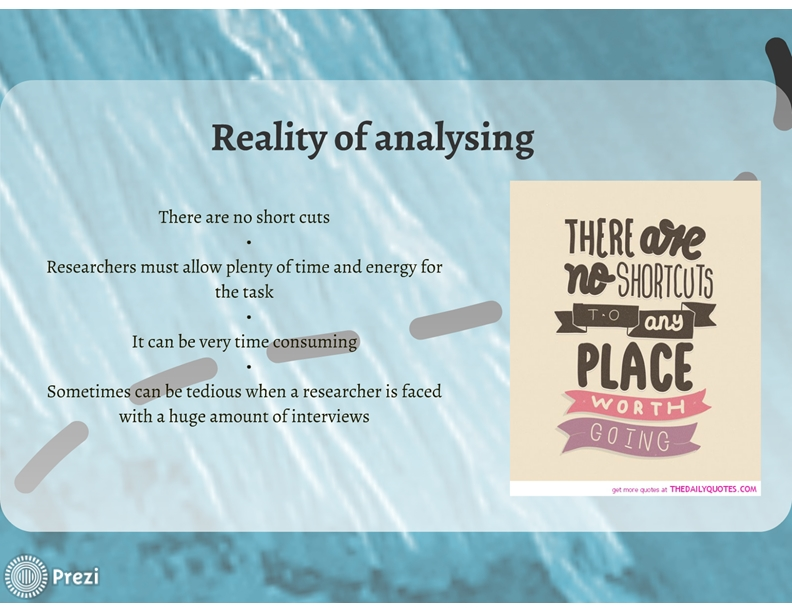 Reality of analysing
There are no short cuts
•
Researchers must allow plenty of time and energy for
the task
•
It can be very time consuming
•
Sometimes can be tedious when a researcher is faced
with a huge amount of interviews
THERE are
no SHORTCUTS
TO any
PLACE
WORTH
GOING
get more quotes at THEDAILYQUOTES.COM
Prezi